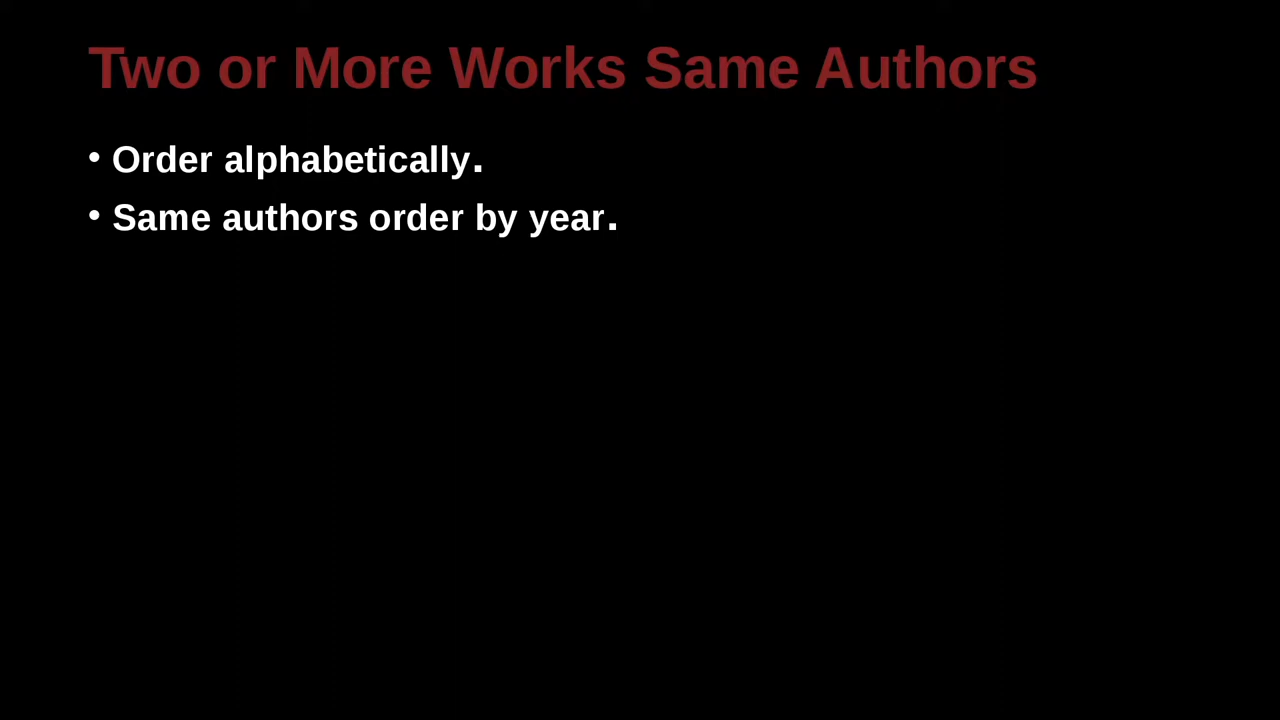 Two or More Works Same Authors
• Order alphabetically.
• Same authors order by year.